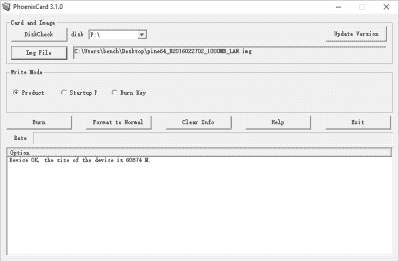 PhoenixCard 3.1.0
Card and Image
DiskCheck disk F:\ Update Version
Img File C:\Users\bench\Desktop\pine64_B2016022702_1000MB_LAN.img
Write Mode
Product Startup P Burn Key
Burn Format to Normal Clear Info Help Exit
Rate
Option
Device OK, the size of the device is 60874 M.